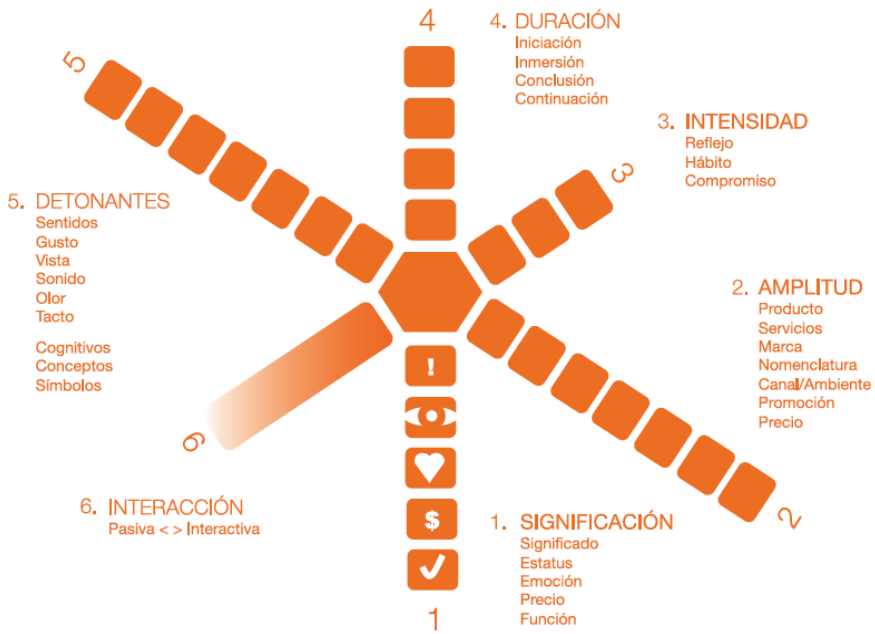 4
4. DURACIÓN
Iniciación
Inmersión
Conclusión
Continuación
5
3. INTENSIDAD
Reflejo
Hábito
Compromiso
3
5. DETONANTES
Sentidos
Gusto
Vista
Sonido
Olor
Tacto
Cognitivos
Conceptos
Símbolos
2. AMPLITUD
Producto
Servicios
Marca
Nomenclatura
Canal/Ambiente
Promoción
Precio
!
6
$
2
6. INTERACCIÓN
Pasiva < > Interactiva
1. SIGNIFICACIÓN
Significado
Estatus
Emoción
Precio
Función
1